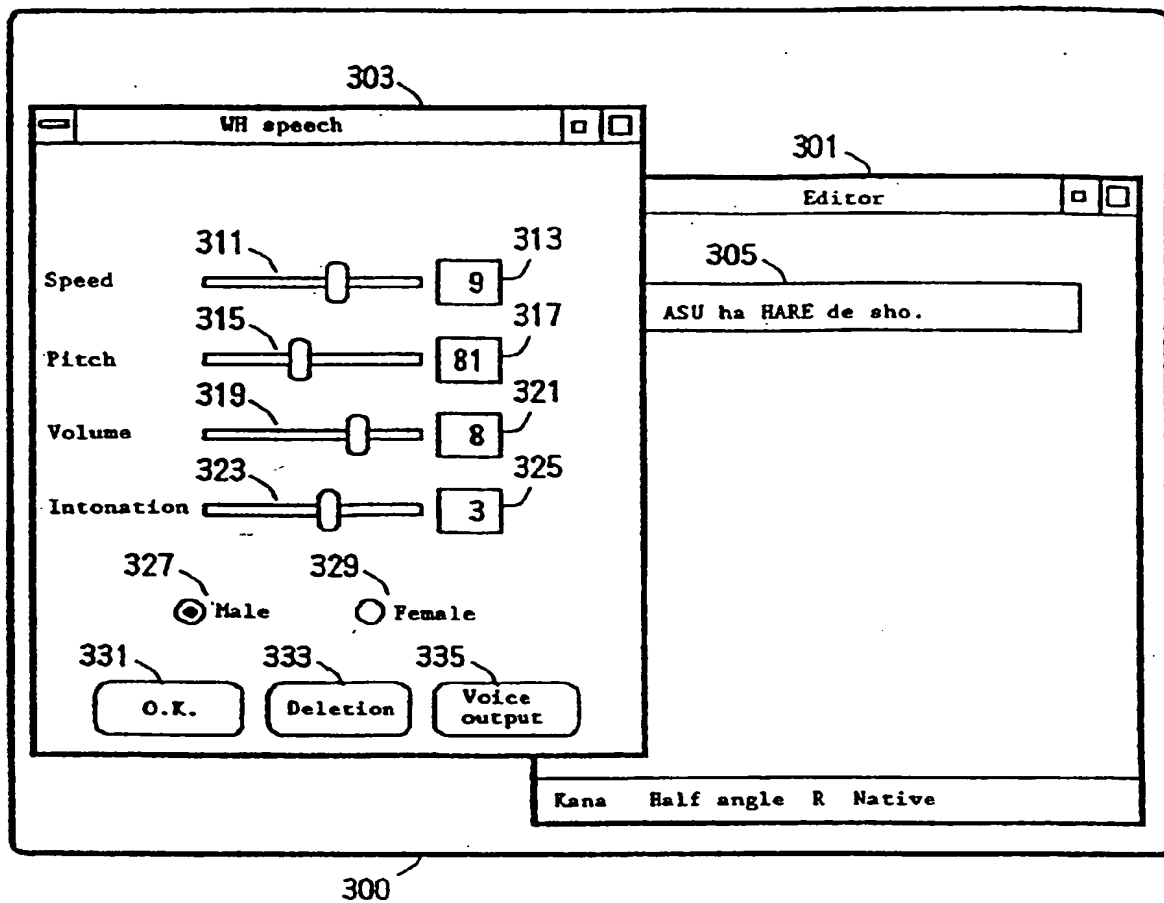 303
WH speech
301
Editor
311
313
305
Speed
9
ASU ha HARE de sho.
315
317
Pitch
81
319
321
Volume
8
323
325
Intonation
3
327
329
Male
Female
331
333
335
O.K.
Deletion
Voice
output
Kana Half angle R Native
300